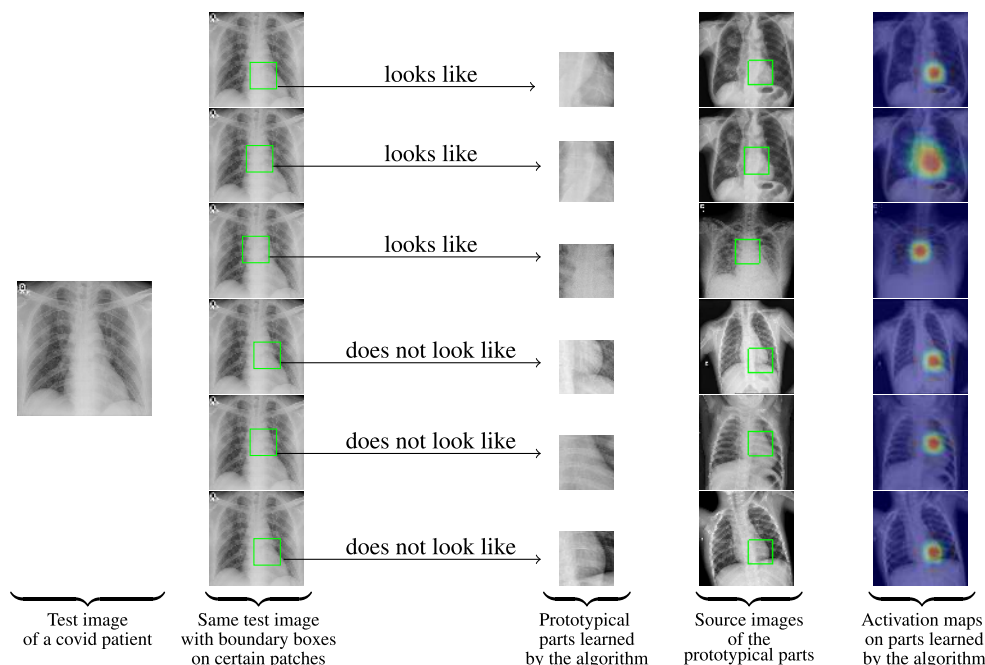 looks like
looks like
looks like
does not look like
does not look like
does not look like
Test image
of a covid patient
Same test image
with boundary boxes
on certain patches
Prototypical
parts learned
by the algorithm
Source images
of the
prototypical parts
Activation maps
on parts learned
by the algorithm